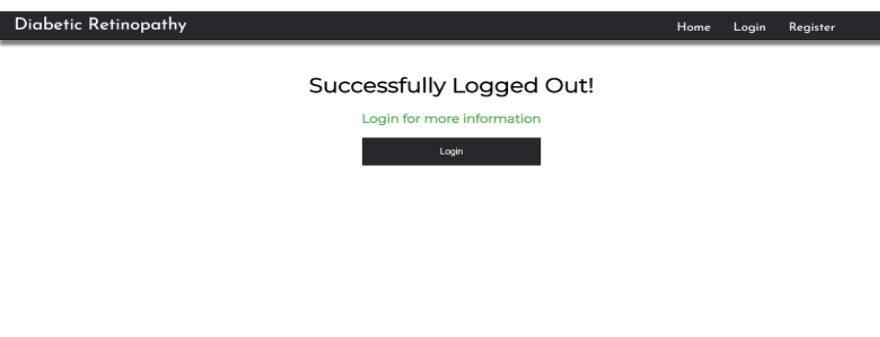 Diabetic Retinopathy
Home Login Register
Successfully Logged Out!
Login for more information
Login